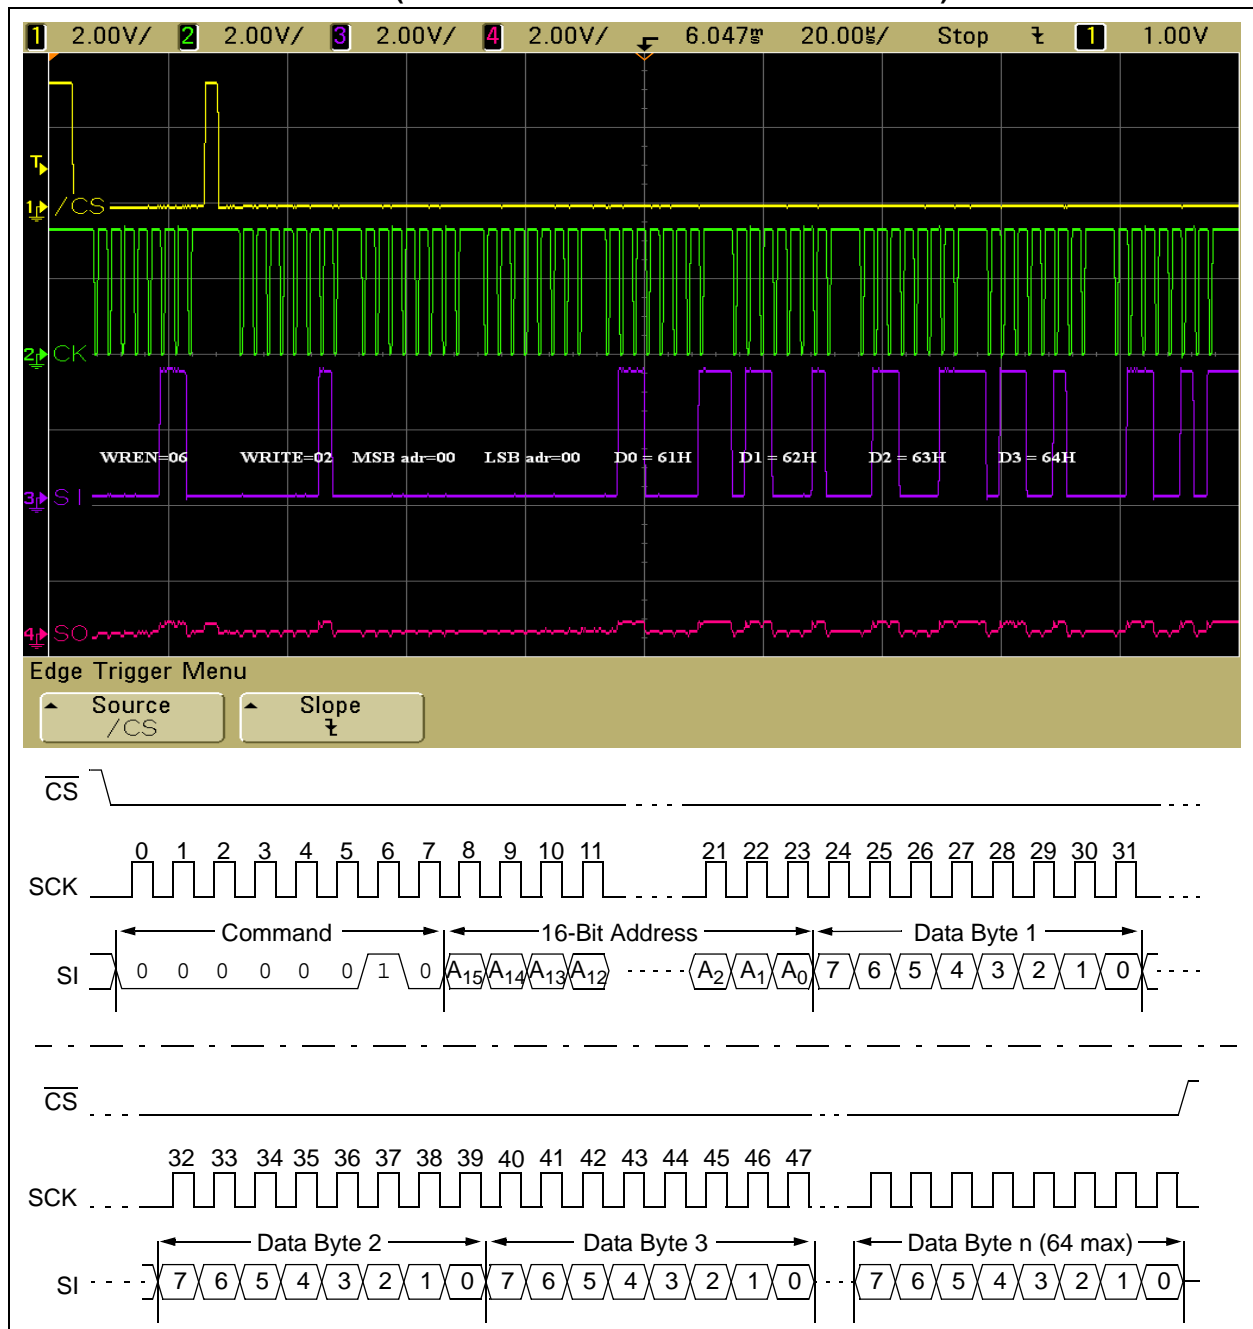 1 2.00V/ 2 2.00V/ 3 2.00V/ 4 2.00V/ 6.047ms 20.00us/ Stop 1 1.00V
T
1 /CS
2 CK
WREN=06 WRITE=02 MSB adr=00 LSB adr=00 D0 = 61H D1 = 62H D2 = 63H D3 = 64H
3 SI
4 SO
Edge Trigger Menu
Source Slope
/CS
CS
0 1 2 3 4 5 6 7 8 9 10 11 21 22 23 24 25 26 27 28 29 30 31
SCK
Command 16-Bit Address Data Byte 1
SI 0 0 0 0 0 0 1 0 A15 A14 A13 A12 A2 A1 A0 7 6 5 4 3 2 1 0
CS
32 33 34 35 36 37 38 39 40 41 42 43 44 45 46 47
SCK
Data Byte 2 Data Byte 3 Data Byte n (64 max)
SI 7 6 5 4 3 2 1 0 7 6 5 4 3 2 1 0 7 6 5 4 3 2 1 0